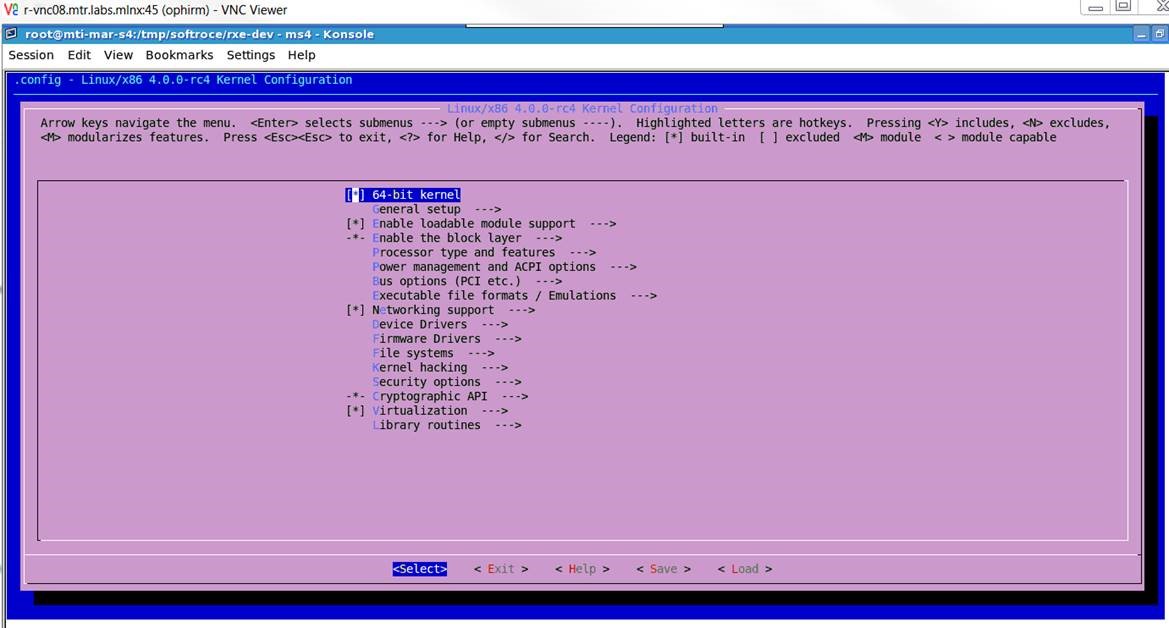 r-vnc08.mtr.labs.mlnx:45 (ophirm) - VNC Viewer
root@mti-mar-s4:/tmp/softroce/rxe-dev - ms4 - Konsole
Session Edit View Bookmarks Settings Help
.config - Linux/x86 4.0.0-rc4 Kernel Configuration
Linux/x86 4.0.0-rc4 Kernel Configuration
Arrow keys navigate the menu. <Enter> selects submenus ---> (or empty submenus ----). Highlighted letters are hotkeys. Pressing <Y> includes, <N> excludes,
<M> modularizes features. Press <Esc><Esc> to exit, <?> for Help, </> for Search. Legend: [*] built-in [ ] excluded <M> module < > module capable
[*] 64-bit kernel
General setup --->
[*] Enable loadable module support --->
-*- Enable the block layer --->
Processor type and features --->
Power management and ACPI options --->
Bus options (PCI etc.) --->
Executable file formats / Emulations --->
[*] Networking support --->
Device Drivers --->
Firmware Drivers --->
File systems --->
Kernel hacking --->
Security options --->
-*- Cryptographic API --->
[*] Virtualization --->
Library routines --->
<Select> < Exit > < Help > < Save > < Load >